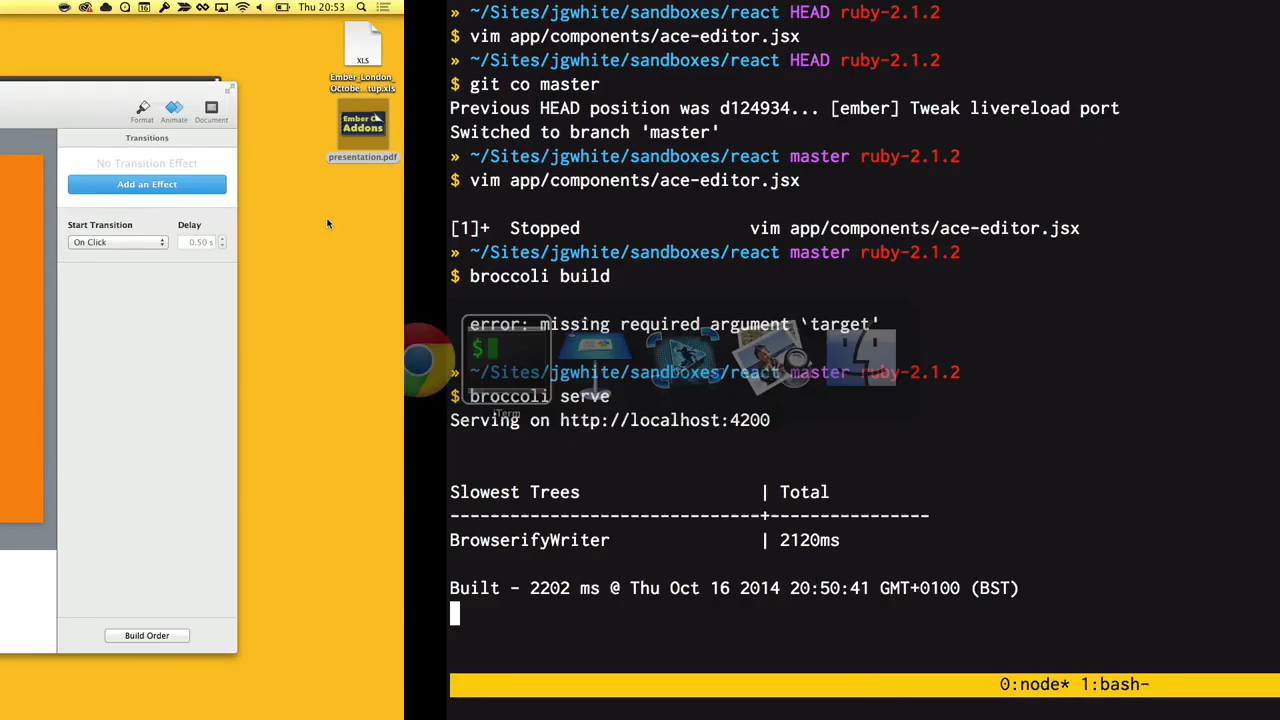 Thu 20:53
XLS
Ember_London_
Octobe...tup.xls
Addons
presentation.pdf
Format
Animate
Document
Transitions
No Transition Effect
Add an Effect
Start Transition
Delay
On Click
0.50 s
Build Order
» ~/Sites/jgwhite/sandboxes/react HEAD ruby-2.1.2
$ vim app/components/ace-editor.jsx
» ~/Sites/jgwhite/sandboxes/react HEAD ruby-2.1.2
$ git co master
Previous HEAD position was d124934... [ember] Tweak livereload port
Switched to branch 'master'
» ~/Sites/jgwhite/sandboxes/react master ruby-2.1.2
$ vim app/components/ace-editor.jsx
[1]+  Stopped                 vim app/components/ace-editor.jsx
» ~/Sites/jgwhite/sandboxes/react master ruby-2.1.2
$ broccoli build
error: missing required argument `target'
» ~/Sites/jgwhite/sandboxes/react master ruby-2.1.2
$ broccoli serve
Serving on http://localhost:4200
$
iTerm
Slowest Trees                  | Total
-------------------------------+----------------
BrowserifyWriter               | 2120ms
Built - 2202 ms @ Thu Oct 16 2014 20:50:41 GMT+0100 (BST)
0:node* 1:bash-